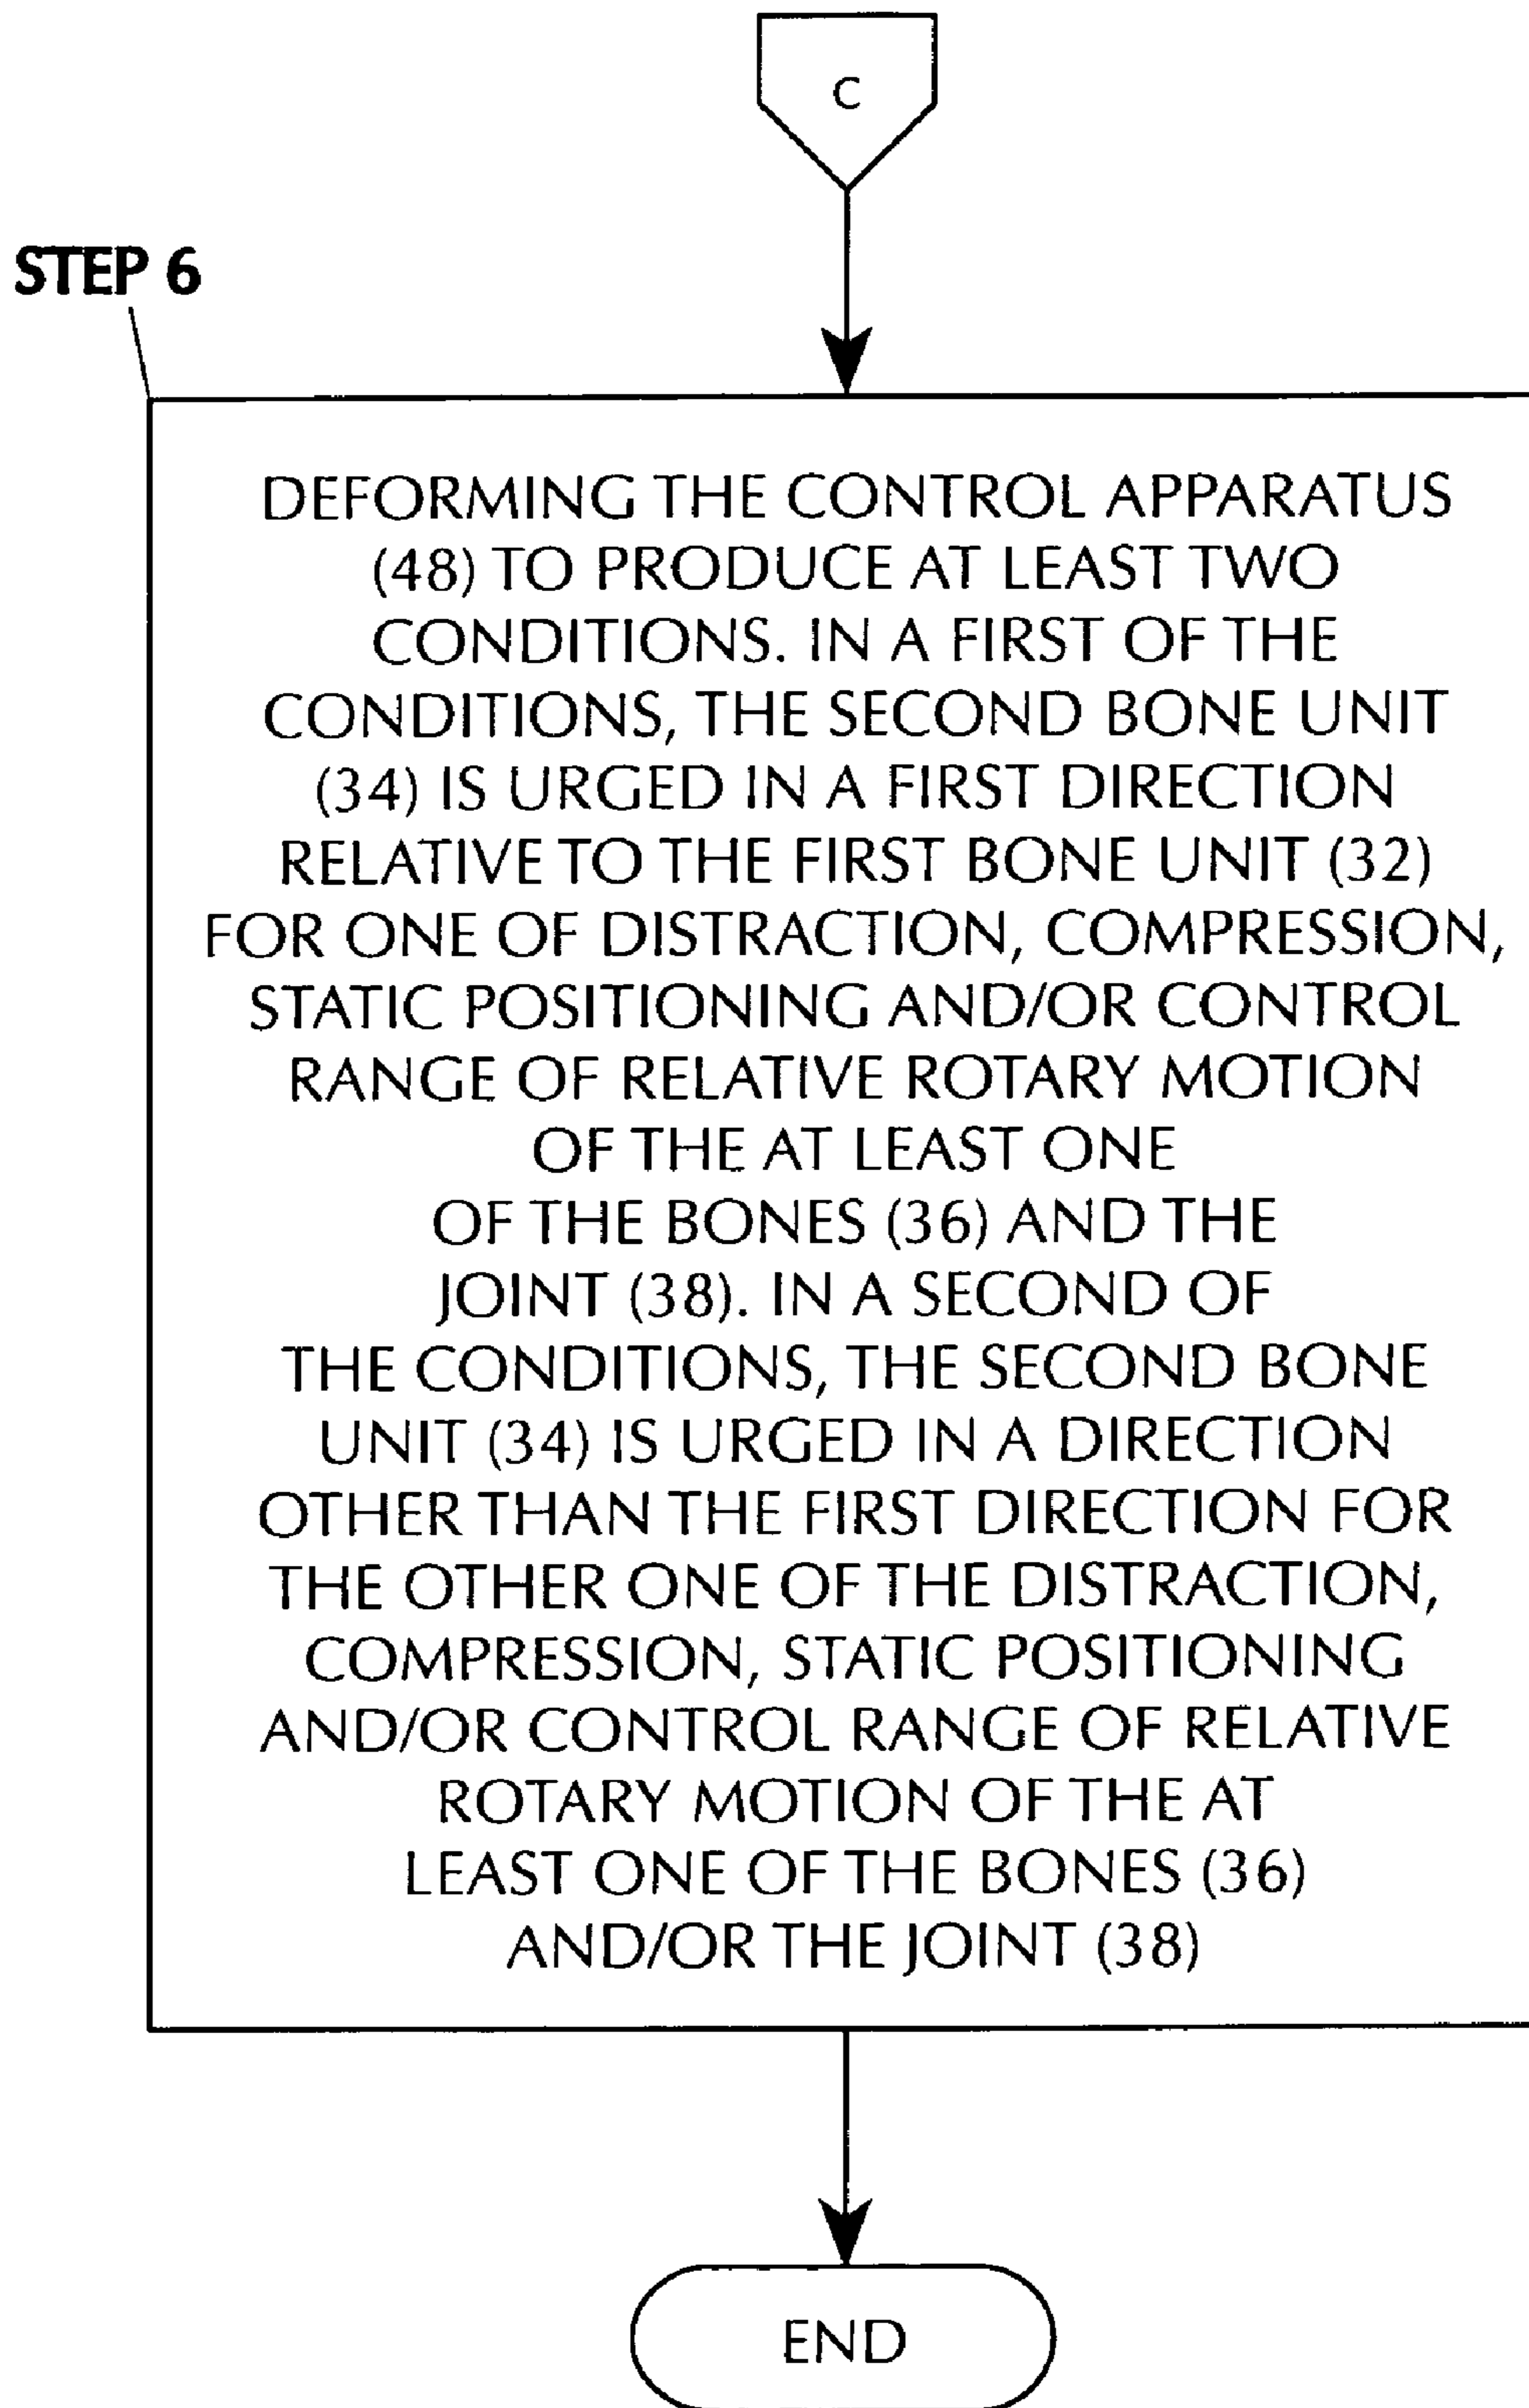 C
STEP 6
DEFORMING THE CONTROL APPARATUS
(48) TO PRODUCE AT LEAST TWO
CONDITIONS. IN A FIRST OF THE
CONDITIONS, THE SECOND BONE UNIT
(34) IS URGED IN A FIRST DIRECTION
RELATIVE TO THE FIRST BONE UNIT (32)
FOR ONE OF DISTRACTION, COMPRESSION,
STATIC POSITIONING AND/OR CONTROL
RANGE OF RELATIVE ROTARY MOTION
OF THE AT LEAST ONE
OF THE BONES (36) AND THE
JOINT (38). IN A SECOND OF
THE CONDITIONS, THE SECOND BONE
UNIT (34) IS URGED IN A DIRECTION
OTHER THAN THE FIRST DIRECTION FOR
THE OTHER ONE OF THE DISTRACTION,
COMPRESSION, STATIC POSITIONING
AND/OR CONTROL RANGE OF RELATIVE
ROTARY MOTION OF THE AT
LEAST ONE OF THE BONES (36)
AND/OR THE JOINT (38)
END